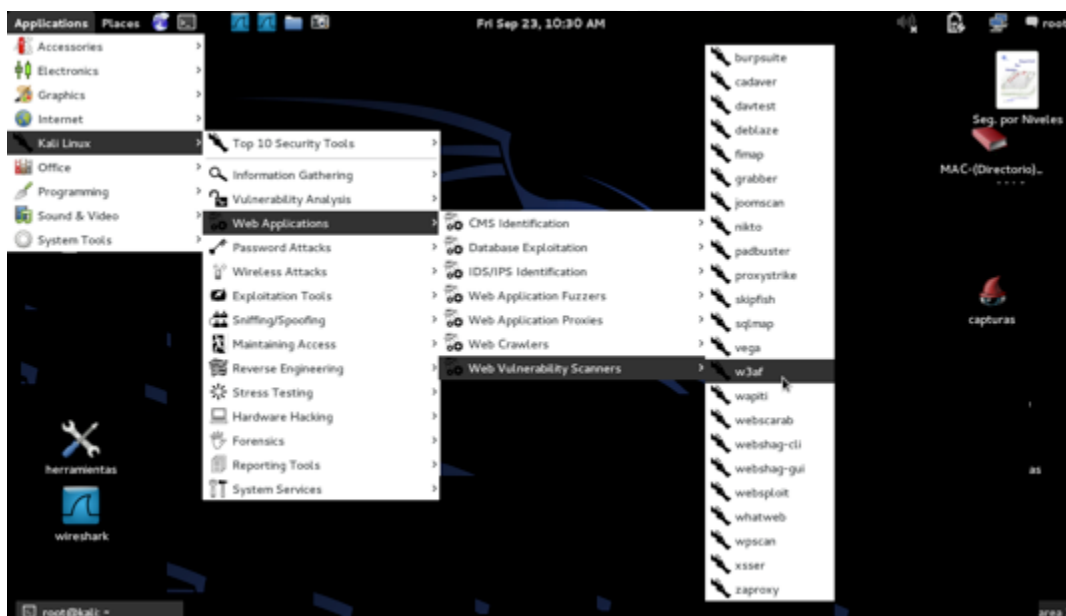 Applications Places Fri Sep 23, 10:30 AM root
Accessories
Electronics
Graphics
Internet
Kali Linux
Office
Programming
Sound & Video
System Tools
Top 10 Security Tools
Information Gathering
Vulnerability Analysis
Web Applications
Password Attacks
Wireless Attacks
Exploitation Tools
Sniffing/Spoofing
Maintaining Access
Reverse Engineering
Stress Testing
Hardware Hacking
Forensics
Reporting Tools
System Services
CMS Identification
Database Exploitation
IDS/IPS Identification
Web Application Fuzzers
Web Application Proxies
Web Crawlers
Web Vulnerability Scanners
burpsuite
cadaver
davtest
deblaze
fimap
grabber
joomscan
nikto
padbuster
proxystrike
skipfish
sqlmap
vega
w3af
wapiti
webscarab
webshag-cli
webshag-gui
websploit
whatweb
wpscan
xsser
zaproxy
Seg. por Niveles
MAC-(Directorio)_
capturas
as
herramientas
wireshark
root@kali: ~
area